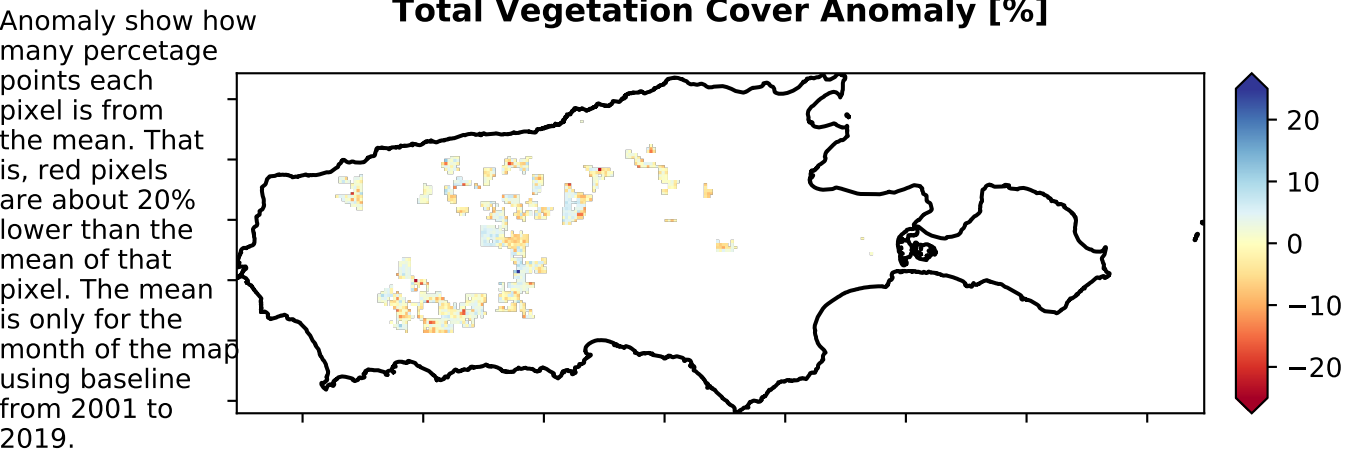 Total Vegetation Cover Anomaly [%]
Anomaly show how
many percetage
points each
pixel is from
the mean. That
is, red pixels
are about 20%
lower than the
mean of that
pixel. The mean
is only for the
month of the map
using baseline
from 2001 to
2019.
20
10
0
−10
−20